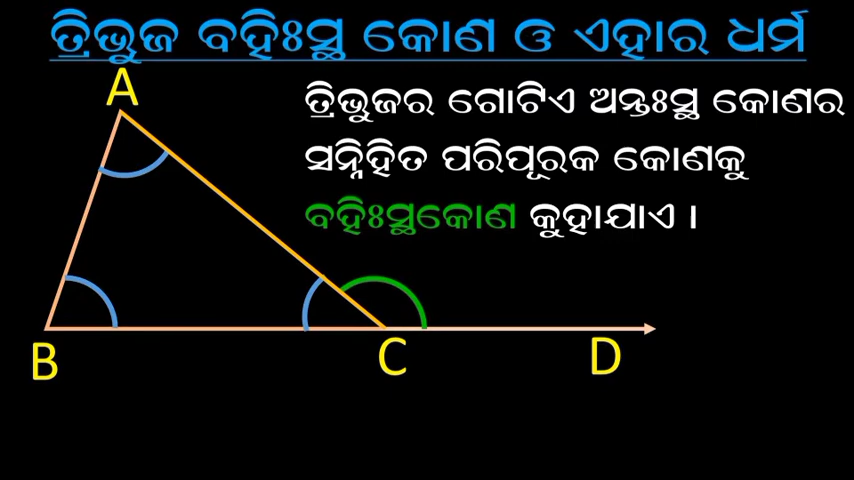 ତ୍ରିଭୁଜ ବହିଃସ୍ଥ କୋଣ ଓ ଏହାର ଧର୍ମ
A
ତ୍ରିଭୁଜର ଗୋଟିଏ ଅନ୍ତଃସ୍ଥ କୋଣର
ସନ୍ନିହିତ ପରିପୂରକ କୋଣକୁ
ବହିଃସ୍ଥକୋଣ କୁହାଯାଏ ।
B
C
D